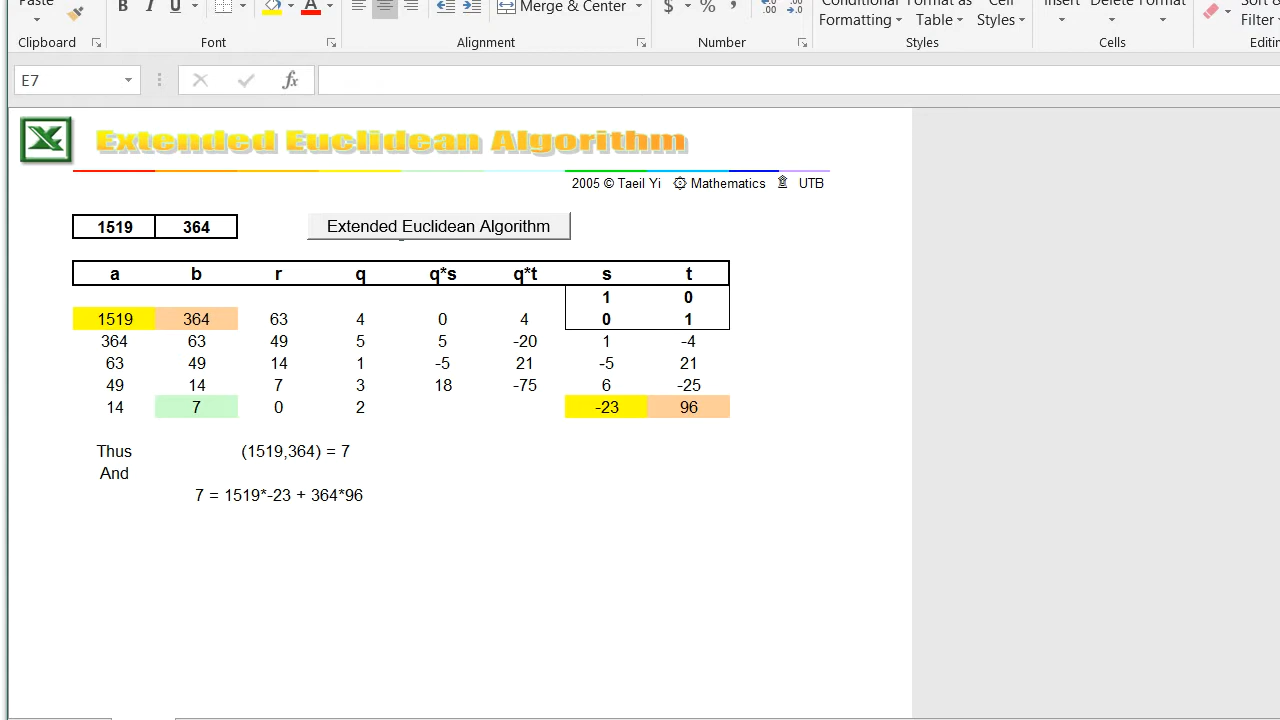 Paste B I U A Merge & Center $ % , .00 Conditional Format as Cell Insert Delete Format Sort &
Formatting Table Styles Filter
Clipboard Font Alignment Number Styles Cells Editin
E7 fx
Extended Euclidean Algorithm
2005 © Taeil Yi Mathematics UTB
1519 364 Extended Euclidean Algorithm
a b r q q*s q*t s t
1 0
1519 364 63 4 0 4 0 1
364 63 49 5 5 -20 1 -4
63 49 14 1 -5 21 -5 21
49 14 7 3 18 -75 6 -25
14 7 0 2 -23 96
Thus (1519,364) = 7
And
7 = 1519*-23 + 364*96